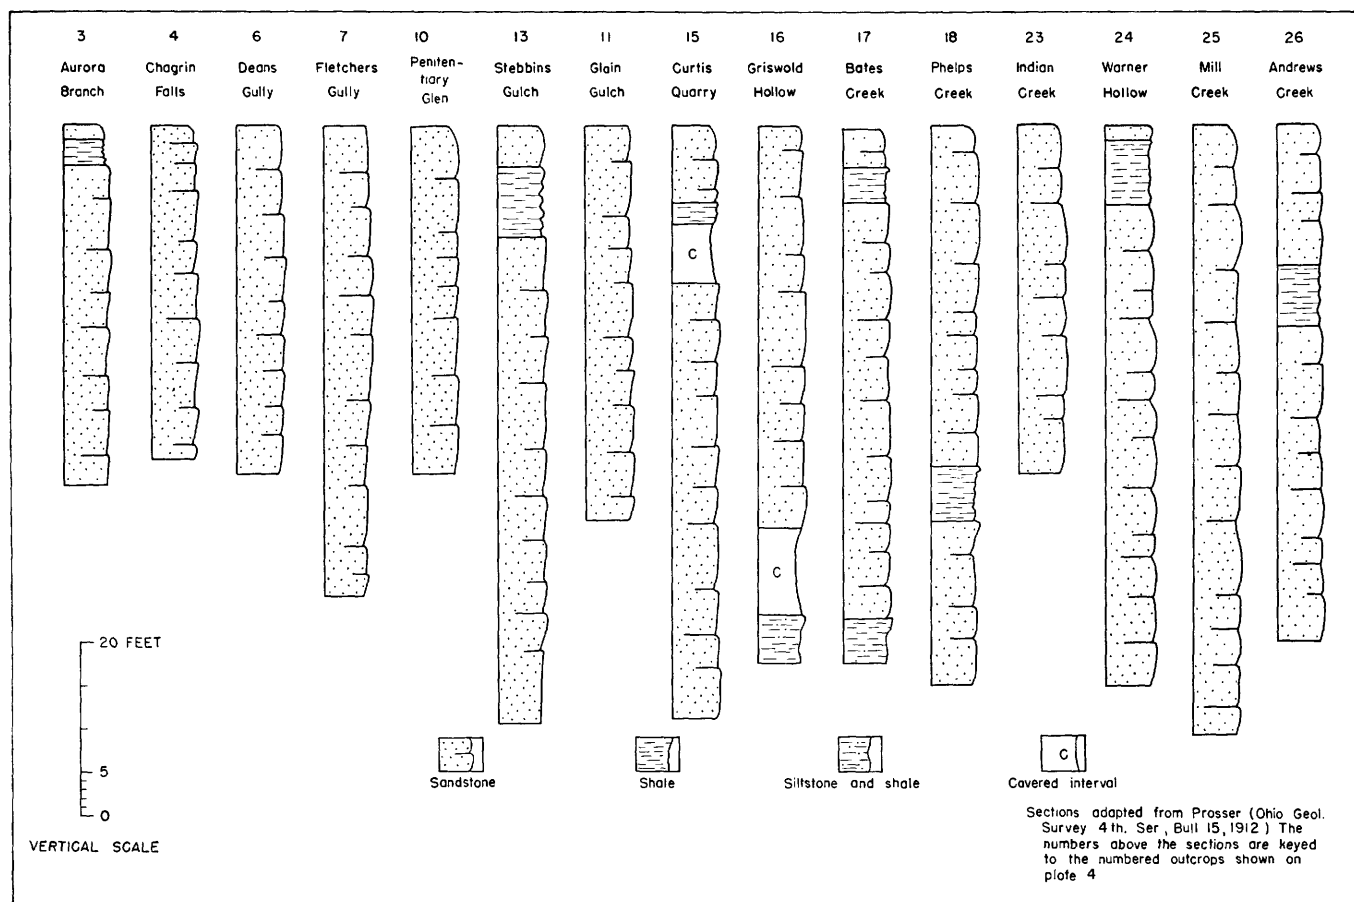 3
Aurora
Branch
4
Chagrin
Falls
6
Deans
Gully
7
Fletchers
Gully
10
Peniten-
tiary
Glen
13
Stebbins
Gulch
11
Glain
Gulch
15
Curtis
Quarry
16
Griswold
Hollow
17
Bates
Creek
18
Phelps
Creek
23
Indian
Creek
24
Warner
Hollow
25
Mill
Creek
26
Andrews
Creek
C
C
20 FEET
5
0
VERTICAL SCALE
Sandstone
Shale
Siltstone and shale
C
Covered interval
Sections adapted from Prosser (Ohio Geol.
Survey 4th. Ser, Bull 15, 1912) The
numbers above the sections are keyed
to the numbered outcrops shown on
plate 4